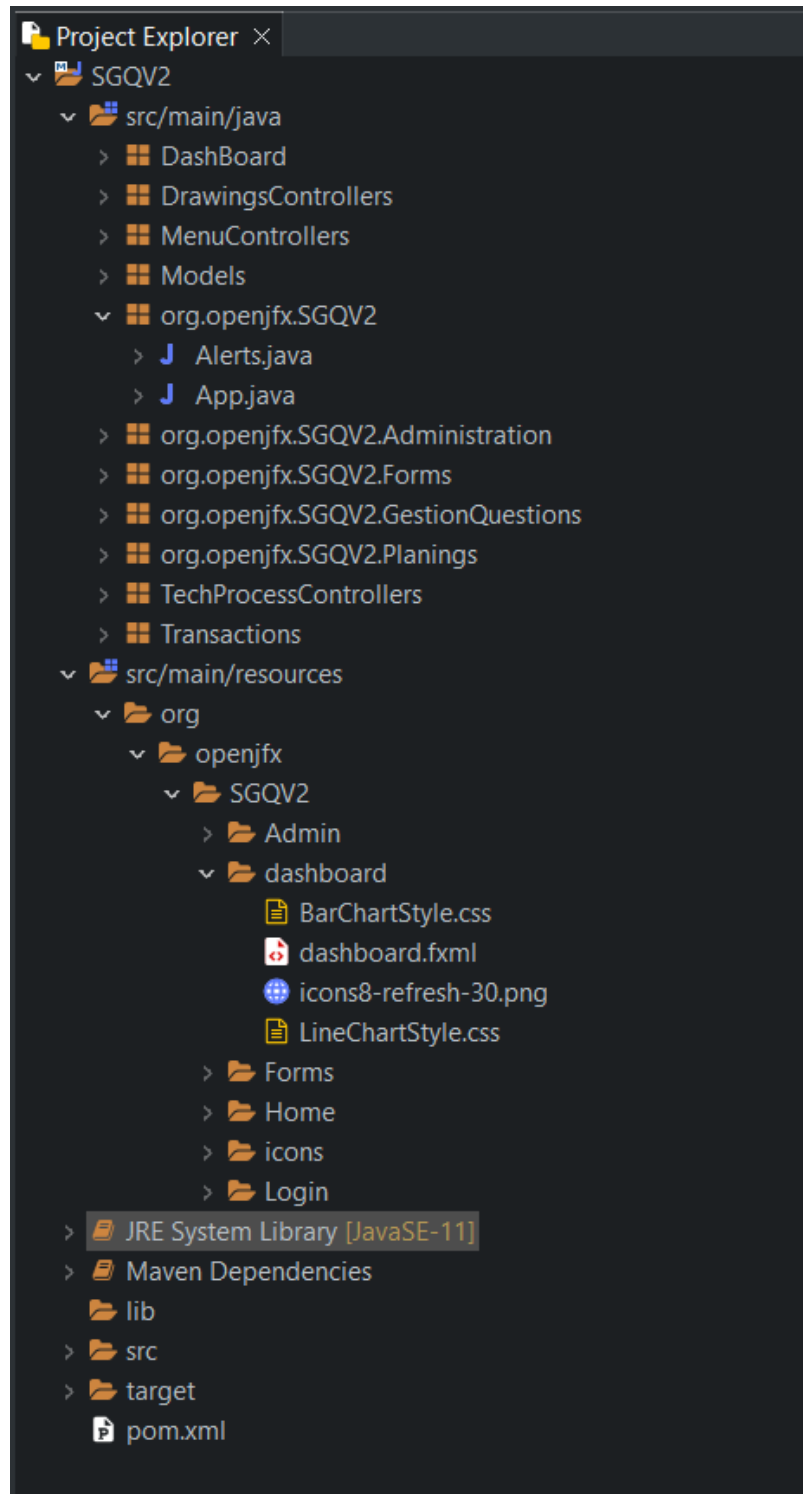 Project Explorer
SGQV2
src/main/java
DashBoard
DrawingsControllers
MenuControllers
Models
org.openjfx.SGQV2
Alerts.java
App.java
org.openjfx.SGQV2.Administration
org.openjfx.SGQV2.Forms
org.openjfx.SGQV2.GestionQuestions
org.openjfx.SGQV2.Planings
TechProcessControllers
Transactions
src/main/resources
org
openjfx
SGQV2
Admin
dashboard
BarChartStyle.css
dashboard.fxml
icons8-refresh-30.png
LineChartStyle.css
Forms
Home
icons
Login
JRE System Library [JavaSE-11]
Maven Dependencies
lib
src
target
pom.xml